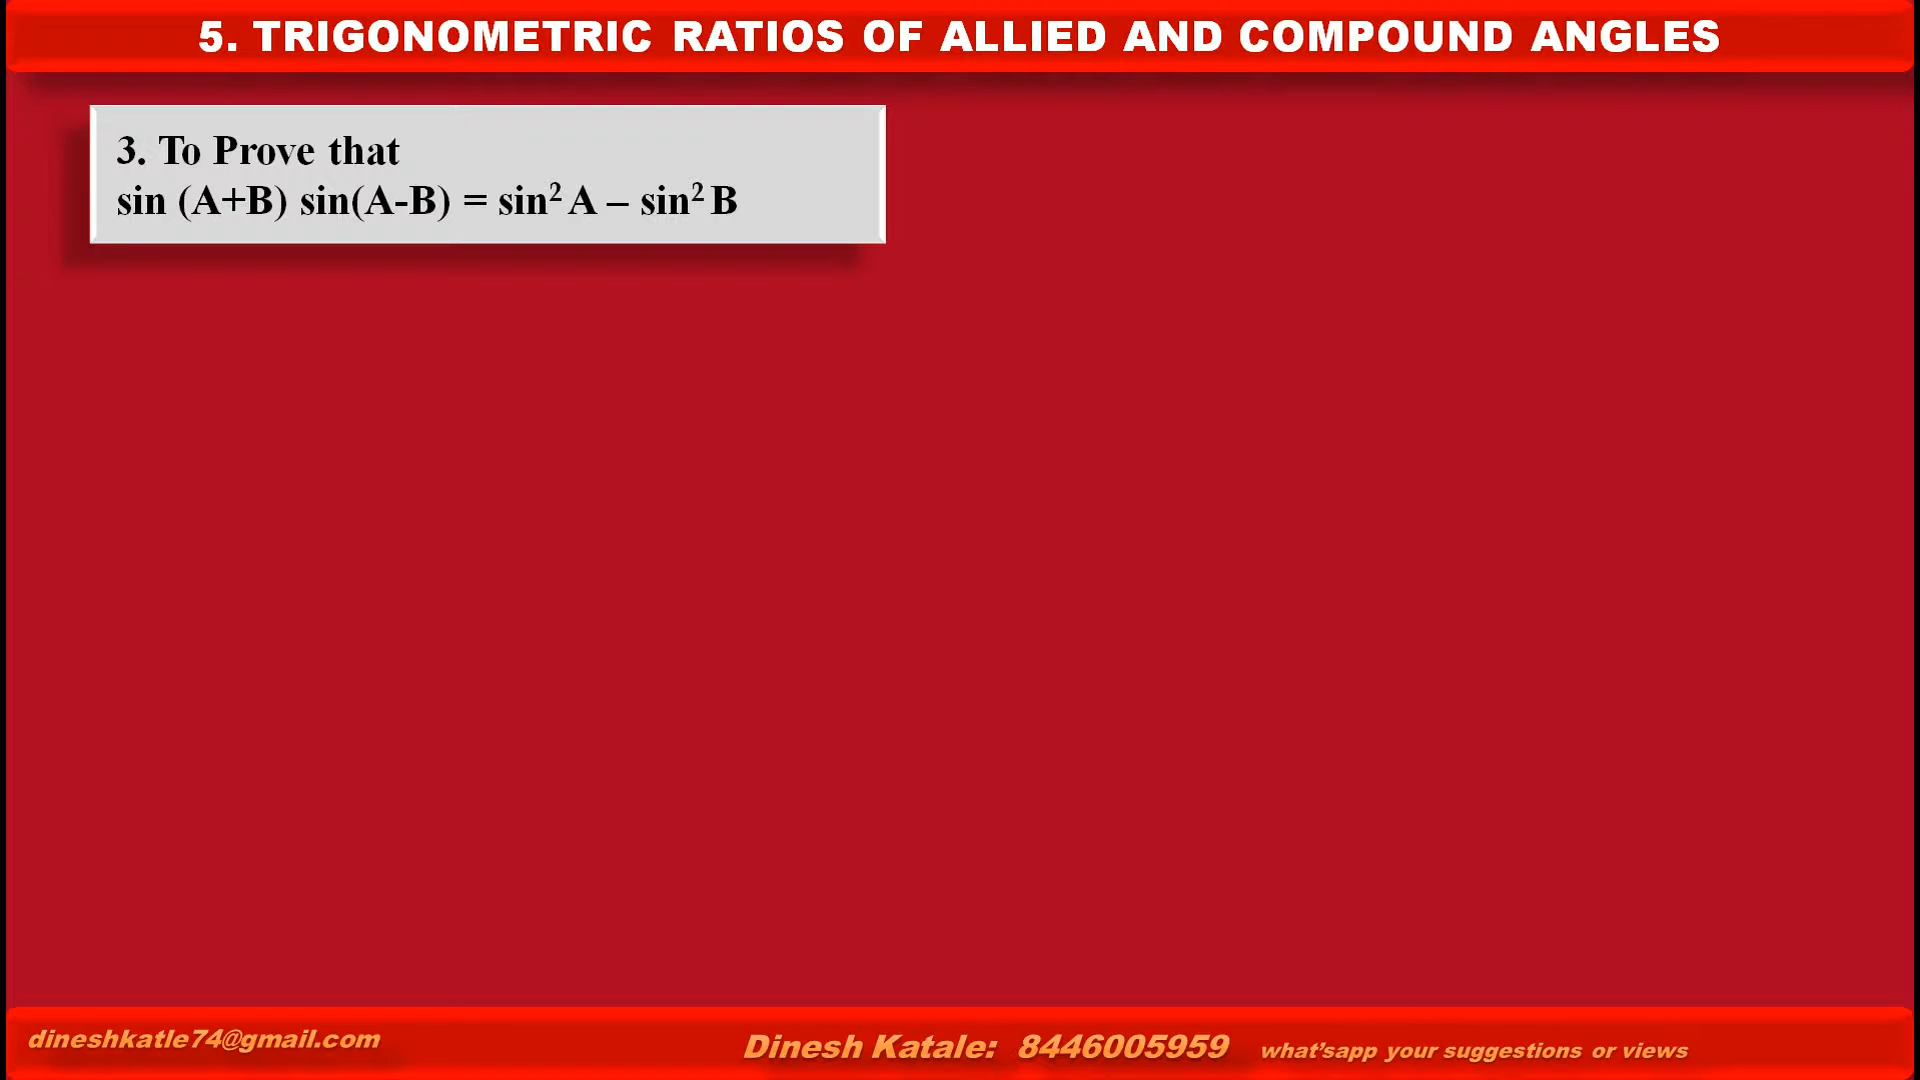 5. TRIGONOMETRIC RATIOS OF ALLIED AND COMPOUND ANGLES
3. To Prove that
sin (A+B) sin(A-B) = sin² A – sin² B
dineshkatle74@gmail.com
Dinesh Katale: 8446005959 what'sapp your suggestions or views